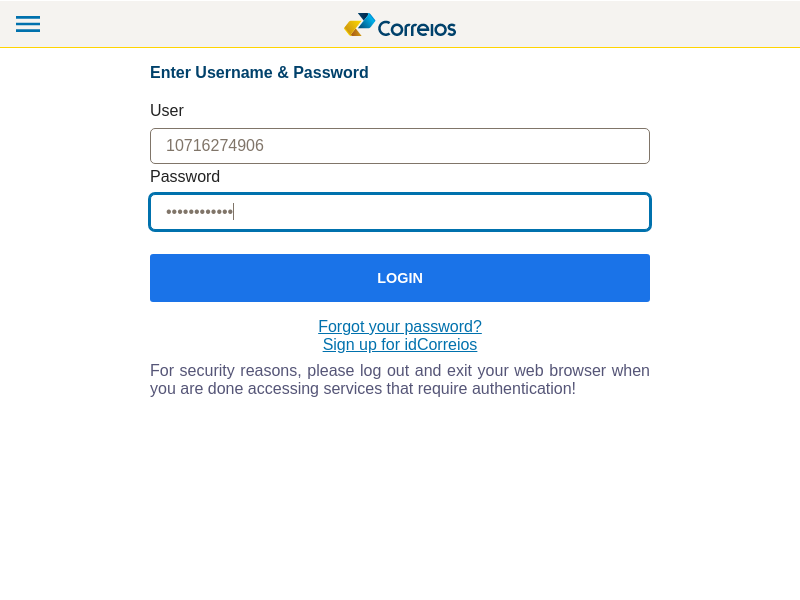 Correios
Enter Username & Password
User
10716274906
Password
••••••••••••
LOGIN
Forgot your password?
Sign up for idCorreios
For security reasons, please log out and exit your web browser when
you are done accessing services that require authentication!